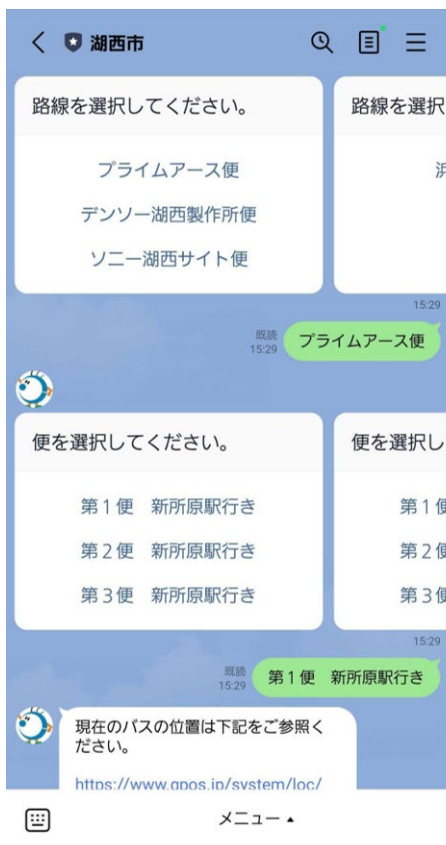 湖西市
路線を選択してください。
路線を選択
プライムアース便
デンソー湖西製作所便
ソニー湖西サイト便
15:29
既読
15:29
プライムアース便
便を選択してください。
便を選択し
第1便 新所原駅行き
第2便 新所原駅行き
第3便 新所原駅行き
第1便
第2便
第3便
15:29
既読
15:29
第1便 新所原駅行き
現在のバスの位置は下記をご参照く
ださい。
https://www.qpos.jp/system/loc/
メニュー